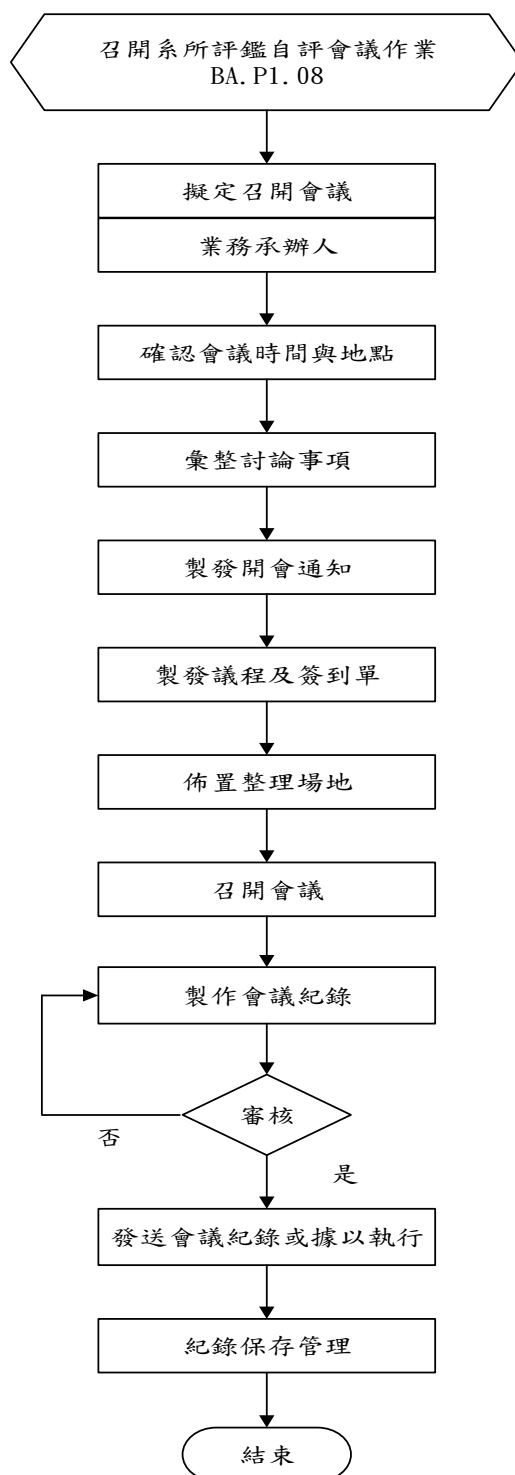 召開系所評鑑自評會議作業
BA.P1.08
擬定召開會議
業務承辦人
確認會議時間與地點
彙整討論事項
製發開會通知
製發議程及簽到單
佈置整理場地
召開會議
製作會議紀錄
審核
否
是
發送會議紀錄或據以執行
紀錄保存管理
結束